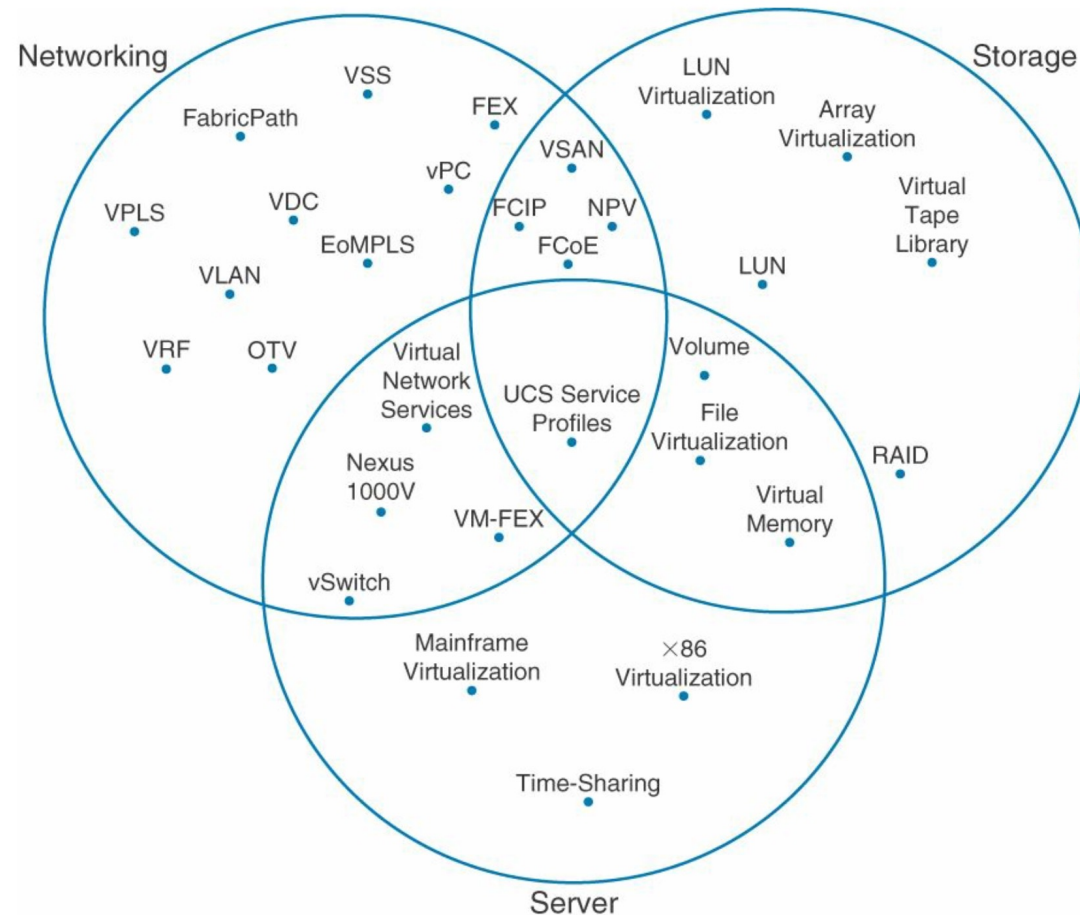 Networking
Storage
VSS
FabricPath
FEX
vPC
VPLS
VDC
EoMPLS
VLAN
VRF
OTV
VSAN
FCIP
NPV
FCoE
LUN
Virtualization
Array
Virtualization
Virtual
Tape
Library
LUN
RAID
Virtual
Network
Services
Nexus
1000V
VM-FEX
vSwitch
UCS Service
Profiles
Volume
File
Virtualization
Virtual
Memory
Mainframe
Virtualization
×86
Virtualization
Time-Sharing
Server